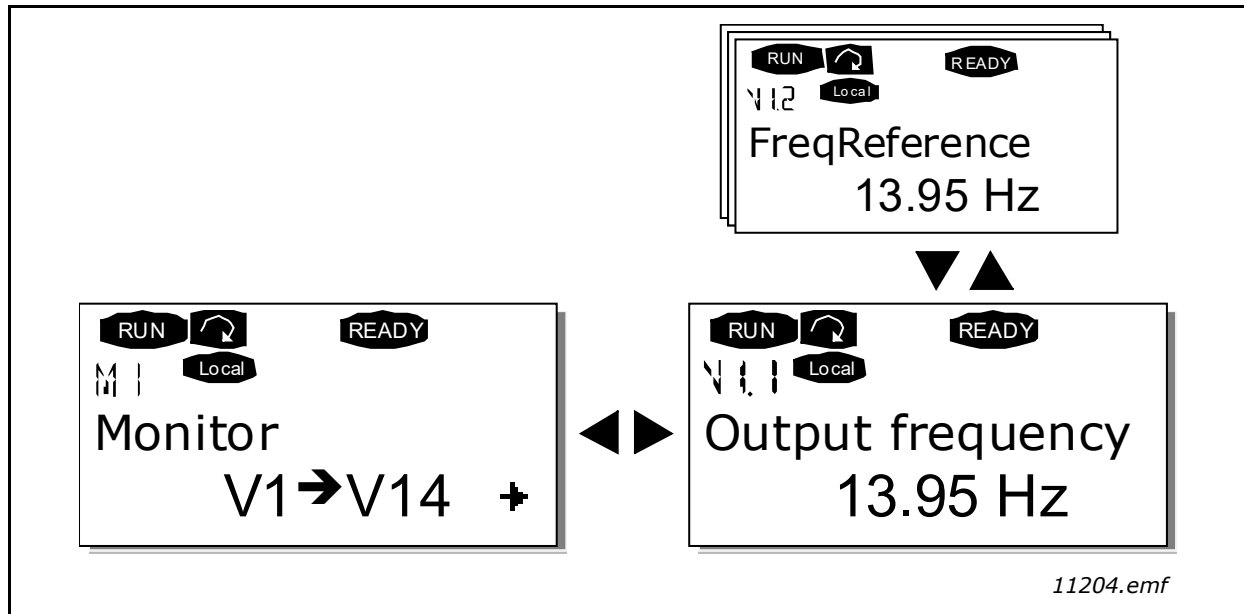 RUN READY
V1.2 Local
FreqReference
13.95 Hz
RUN READY
M1 Local
Monitor
V1➔V14
RUN READY
V1.1 Local
Output frequency
13.95 Hz
11204.emf